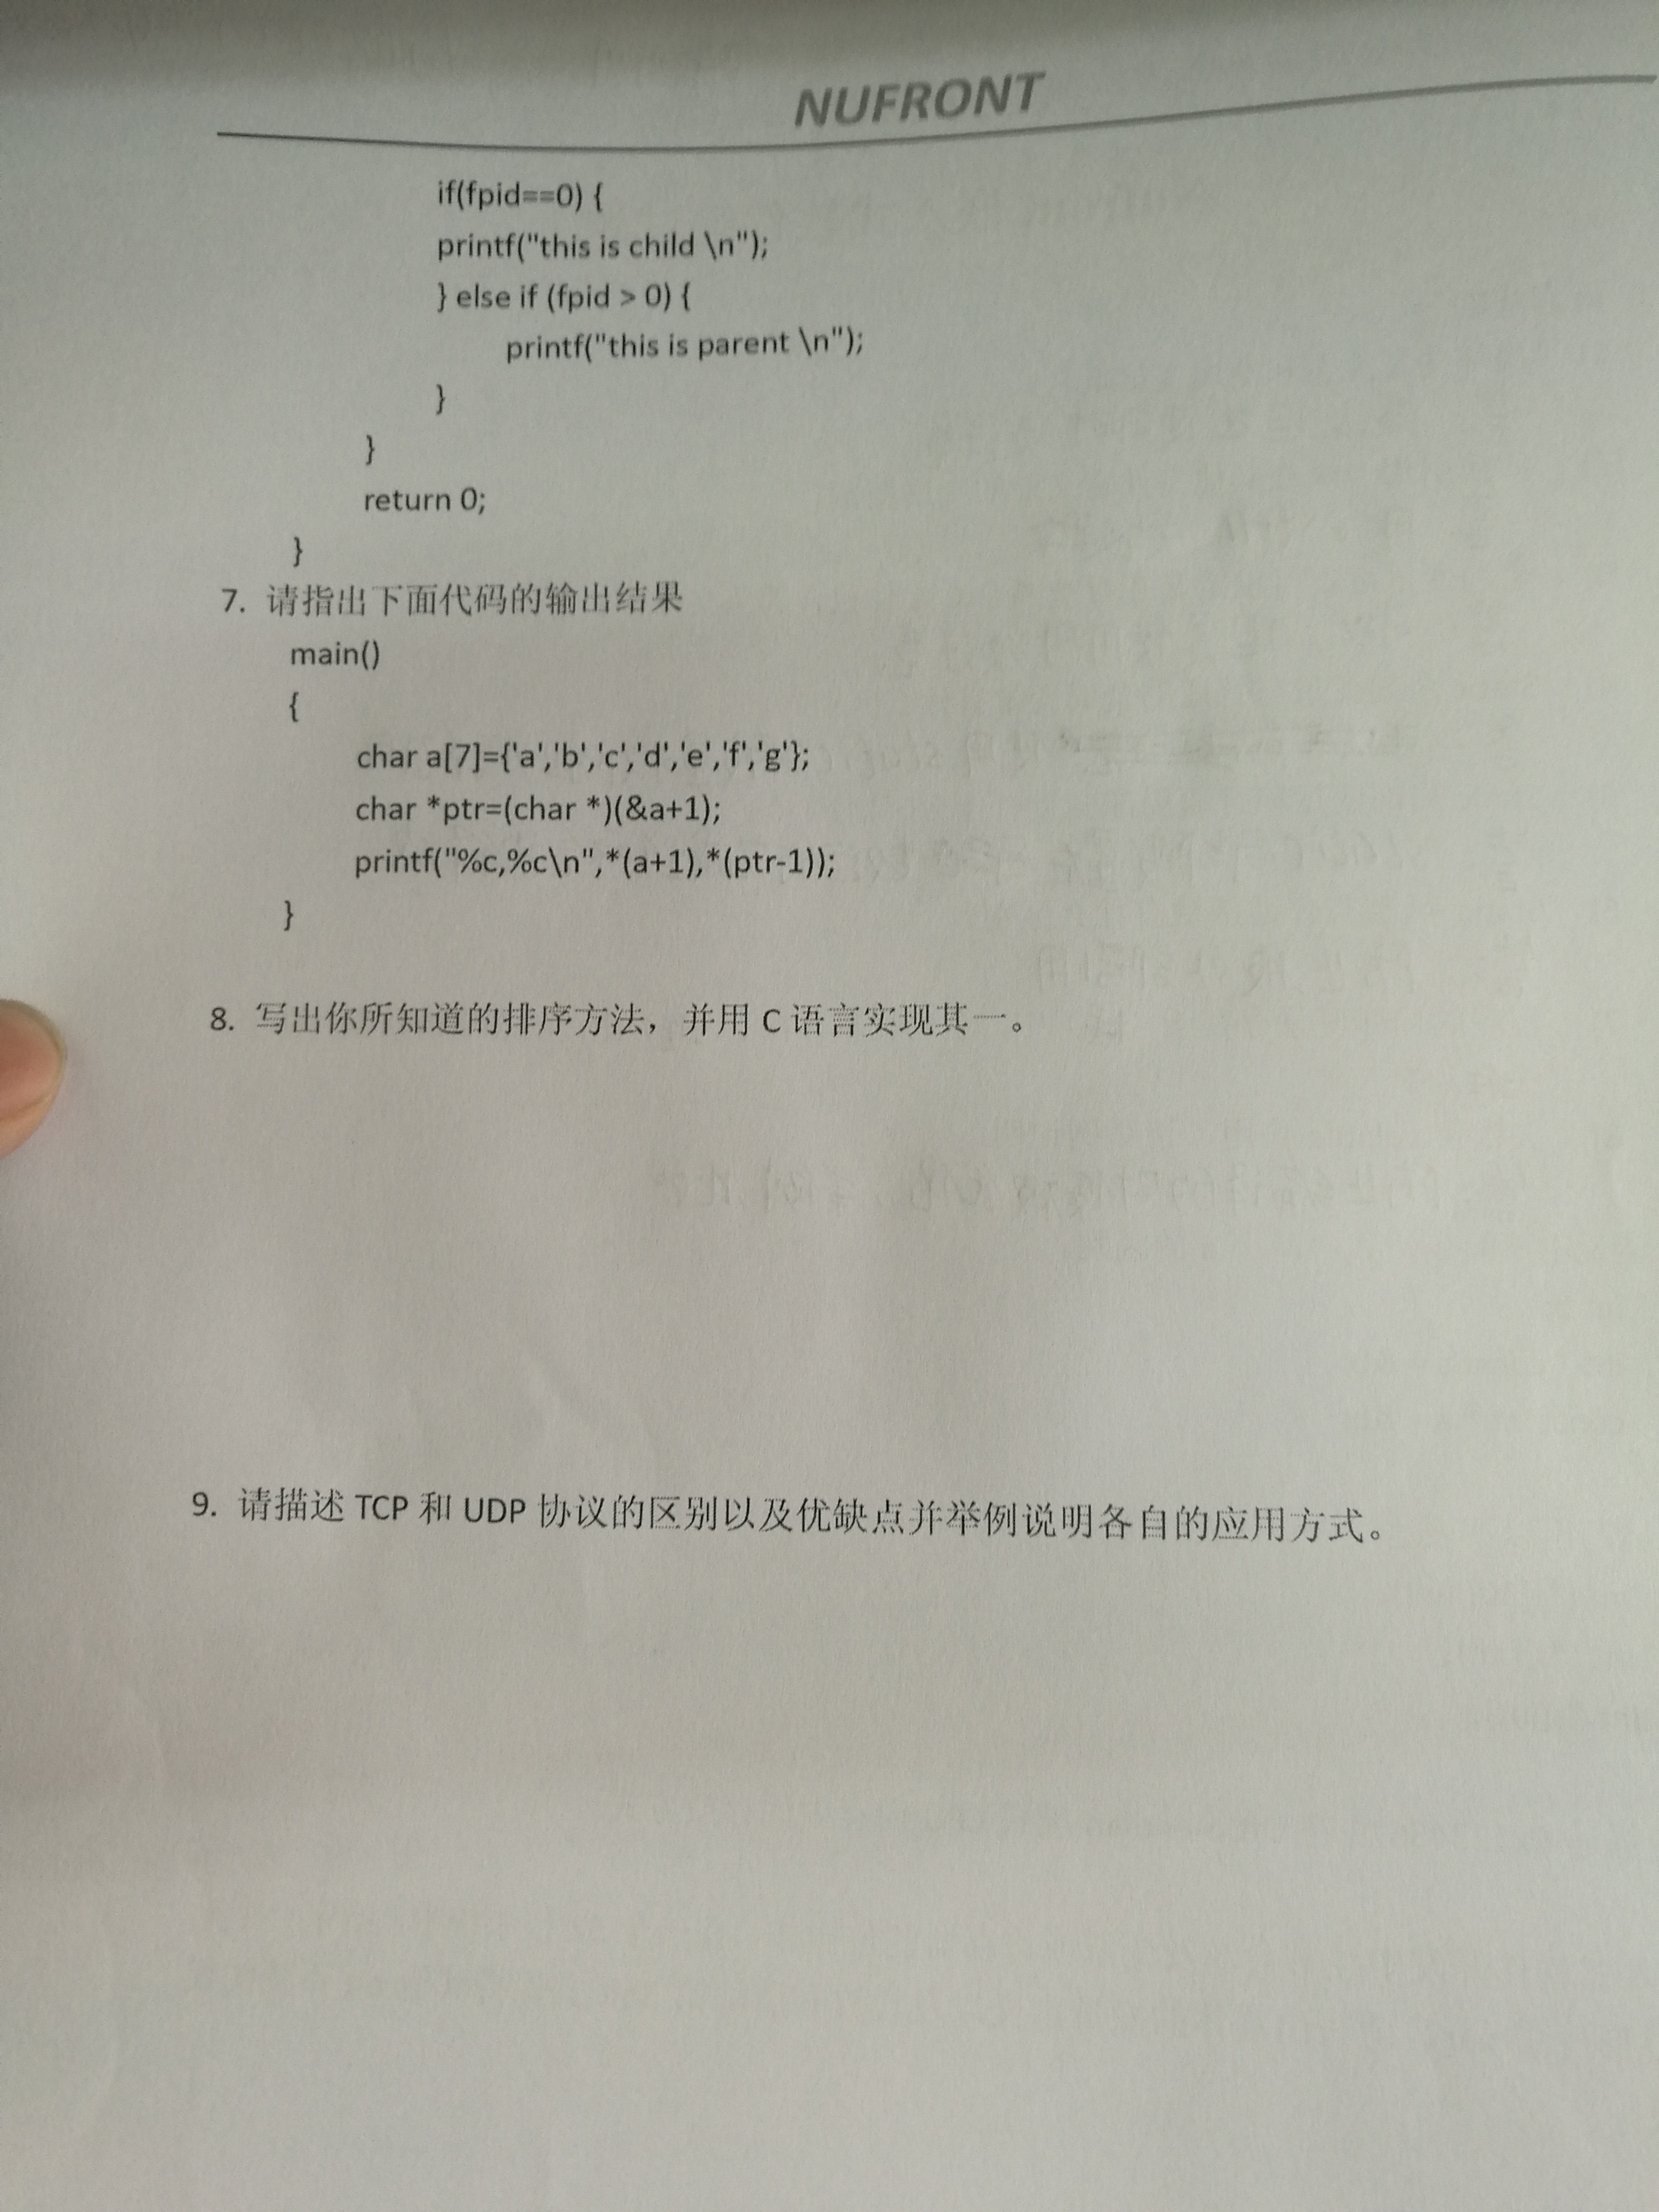 NUFRONT
if(fpid==0) {
printf("this is child \n");
} else if (fpid > 0) {
printf("this is parent \n");
}
}
return 0;
}
7. 请指出下面代码的输出结果
main()
{
char a[7]={'a','b','c','d','e','f','g'};
char *ptr=(char *)(&a+1);
printf("%c,%c\n",*(a+1),*(ptr-1));
}
8. 写出你所知道的排序方法，并用 C 语言实现其一。
9. 请描述 TCP 和 UDP 协议的区别以及优缺点并举例说明各自的应用方式。